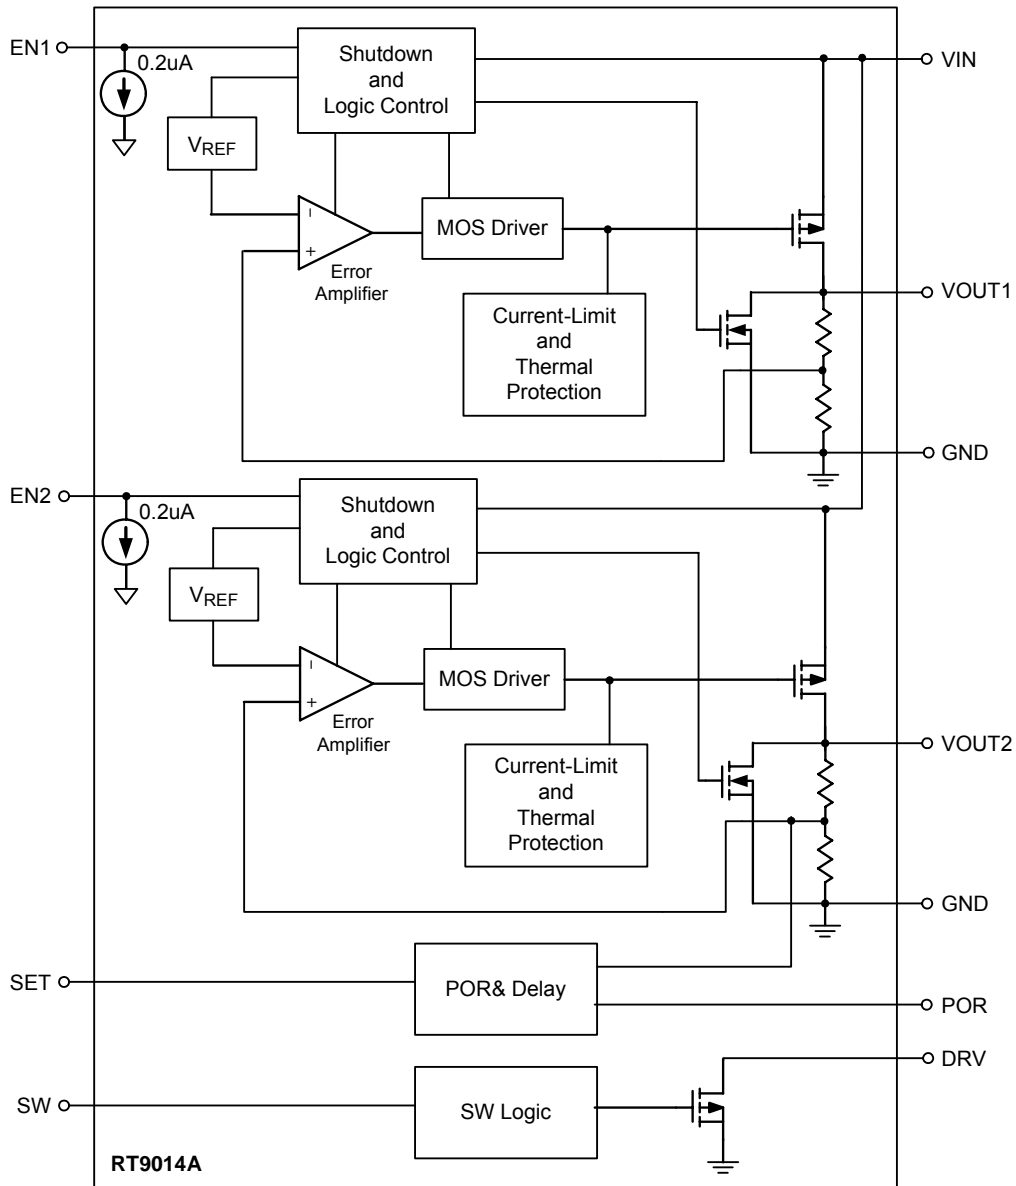 EN1
0.2uA
Shutdown
and
Logic Control
VIN
VREF
−
+
MOS Driver
Error
Amplifier
Current-Limit
and
Thermal
Protection
VOUT1
GND
EN2
0.2uA
Shutdown
and
Logic Control
VREF
−
+
MOS Driver
Error
Amplifier
Current-Limit
and
Thermal
Protection
VOUT2
GND
SET
POR& Delay
POR
DRV
SW
SW Logic
RT9014A